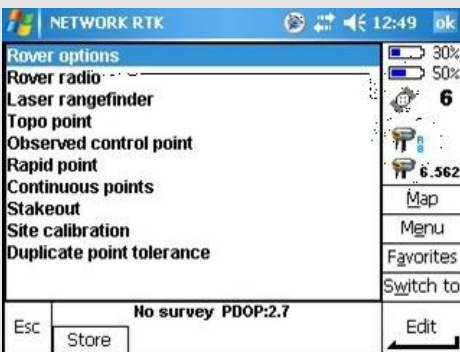 NETWORK RTK 12:49 ok
Rover options
Rover radio
Laser rangefinder
Topo point
Observed control point
Rapid point
Continuous points
Stakeout
Site calibration
Duplicate point tolerance
30%
50%
6
6.562
Map
Menu
Favorites
Switch to
No survey PDOP:2.7
Esc
Store
Edit